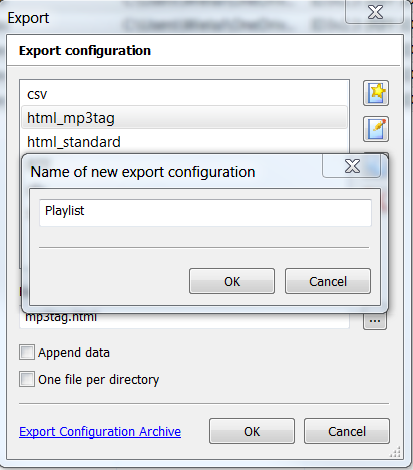 Export
Export configuration
csv
html_mp3tag
html_standard
Name of new export configuration
Playlist
OK Cancel
mp3tag.html
...
Append data
One file per directory
Export Configuration Archive OK Cancel